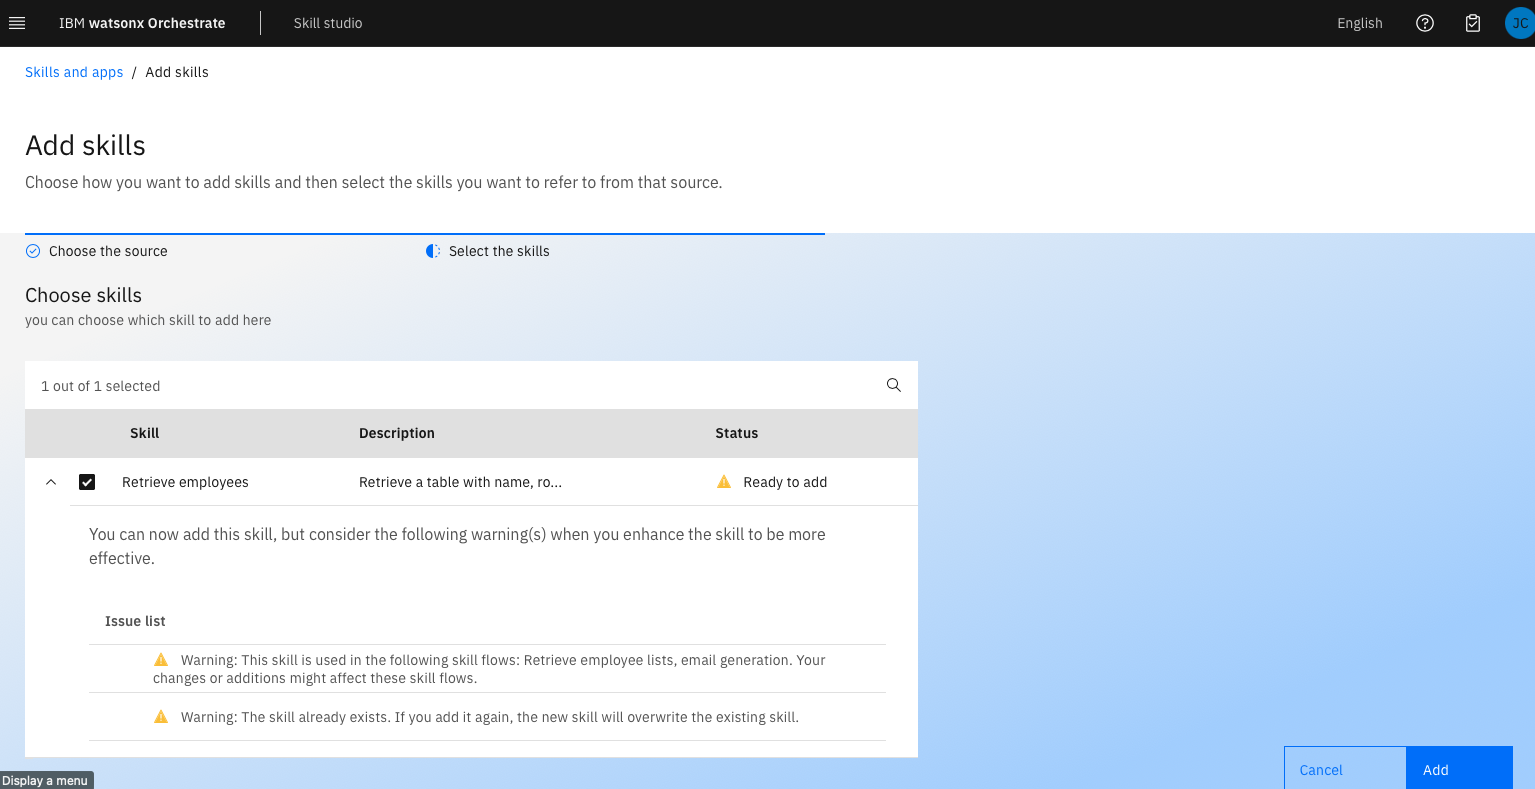 IBM watsonx Orchestrate
Skill studio
English
JC
Skills and apps / Add skills
Add skills
Choose how you want to add skills and then select the skills you want to refer to from that source.
Choose the source
Select the skills
Choose skills
you can choose which skill to add here
1 out of 1 selected
Skill Description Status
Retrieve employees Retrieve a table with name, ro... Ready to add
You can now add this skill, but consider the following warning(s) when you enhance the skill to be more
effective.
Issue list
Warning: This skill is used in the following skill flows: Retrieve employee lists, email generation. Your
changes or additions might affect these skill flows.
Warning: The skill already exists. If you add it again, the new skill will overwrite the existing skill.
Cancel
Add
Display a menu